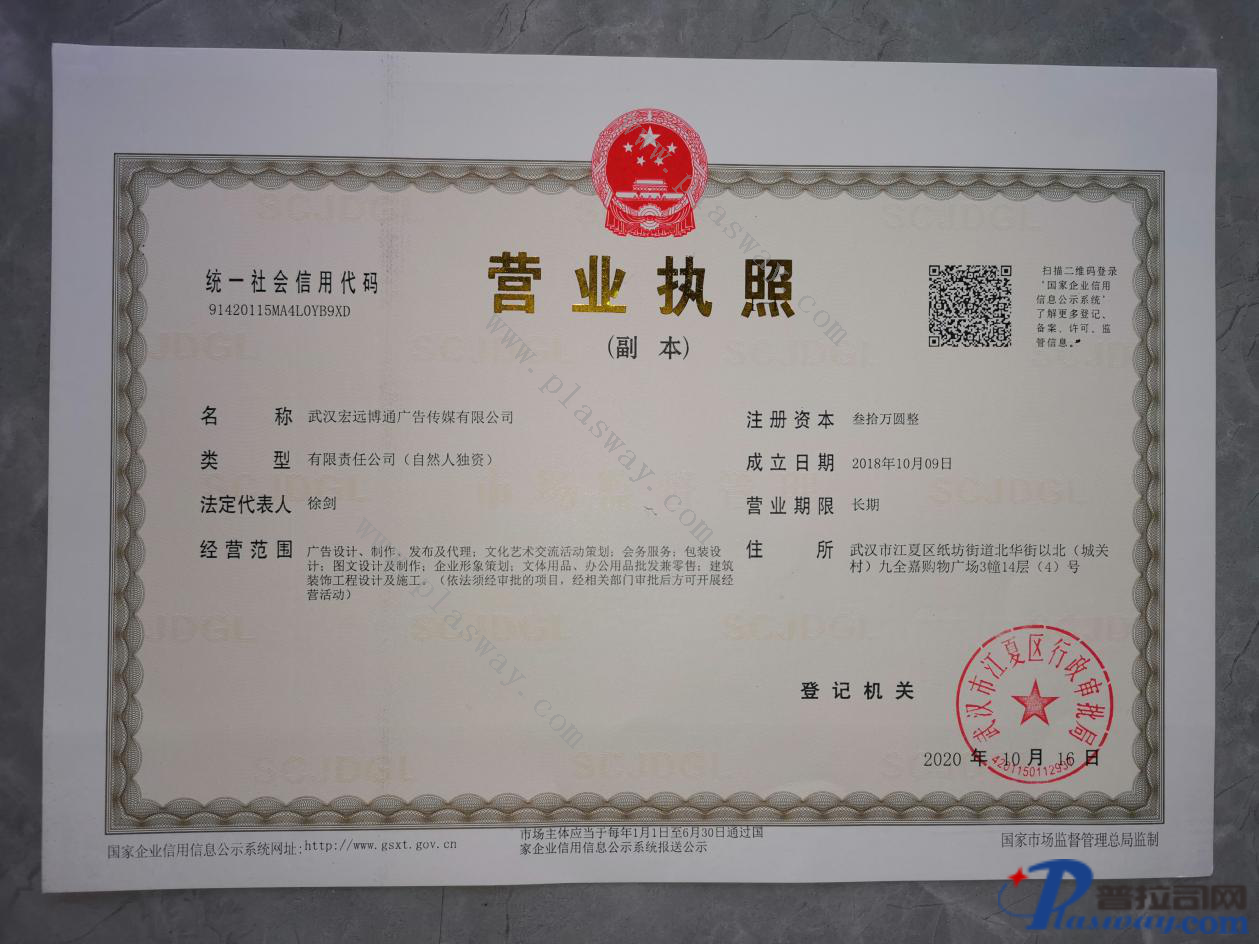 营业执照
(副 本)
统一社会信用代码
91420115MA4L0YB9XD
扫描二维码登录
‘国家企业信用
信息公示系统’
了解更多登记、
备案、许可、监
管信息。
名 称 武汉宏远博通广告传媒有限公司
类 型 有限责任公司（自然人独资）
法定代表人 徐剑
经营范围 广告设计、制作、发布及代理；文化艺术交流活动策划；会务服务；包装设
计；图文设计及制作；企业形象策划；文体用品、办公用品批发兼零售；建筑
装饰工程设计及施工。（依法须经审批的项目，经相关部门审批后方可开展经
营活动）
注册资本 叁拾万圆整
成立日期 2018年10月09日
营业期限 长期
住 所 武汉市江夏区纸坊街道北华街以北（城关
村）九全嘉购物广场3幢14层（4）号
登记机关
武汉市江夏区行政审批局
2020 年 10 月 16 日
国家企业信用信息公示系统网址:http://www.gsxt.gov.cn
市场主体应当于每年1月1日至6月30日通过国
家企业信用信息公示系统报送公示
国家市场监督管理总局监制
www.plasway.com
www.plasway.com
www.plasway.com
SCJDGL
SCJDGL
SCJDGL
SCJDGL
SCJDGL
普拉司网
Plasway.com